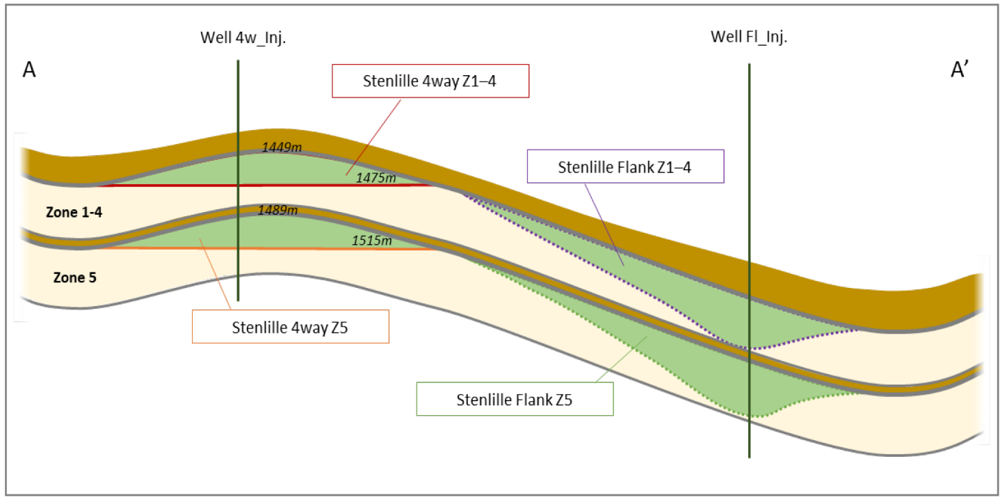 Well 4w_Inj.
Well Fl_Inj.
A
A’
Stenlille 4way Z1–4
1449m
Stenlille Flank Z1–4
1475m
Zone 1-4
1489m
1515m
Zone 5
Stenlille 4way Z5
Stenlille Flank Z5